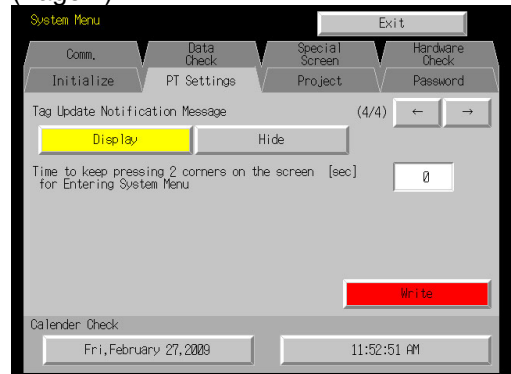 System Menu
Exit
Comm.
Data
Check
Special
Screen
Hardware
Check
Initialize
PT Settings
Project
Password
Tag Update Notification Message
(4/4)
←
→
Display
Hide
Time to keep pressing 2 corners on the screen [sec]
for Entering System Menu
0
Write
Calender Check
Fri,February 27,2009
11:52:51 AM